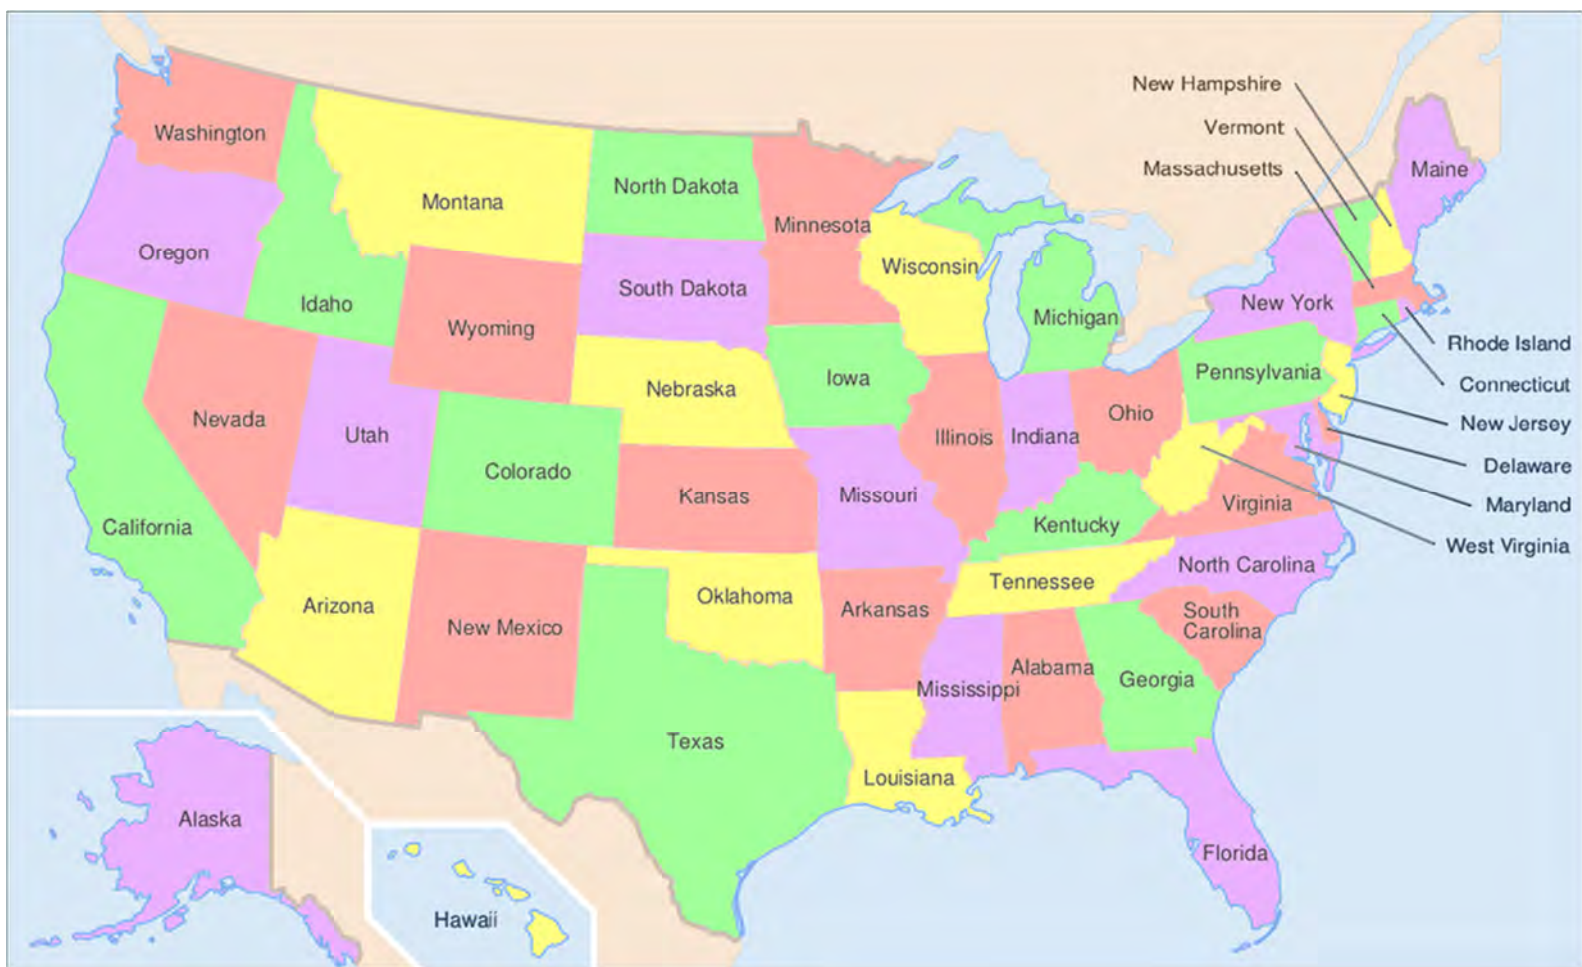 New Hampshire
Vermont
Massachusetts
Washington
Maine
Montana
North Dakota
Minnesota
Oregon
Wisconsin
South Dakota
Idaho
New York
Michigan
Wyoming
Rhode Island
Pennsylvania
Iowa
Connecticut
Nebraska
Ohio
Nevada
New Jersey
Utah
Illinois
Indiana
Delaware
Colorado
Kansas
Missouri
Virginia
Maryland
California
Kentucky
West Virginia
North Carolina
Tennessee
Oklahoma
Arizona
Arkansas
South
Carolina
New Mexico
Alabama
Georgia
Mississippi
Texas
Louisiana
Alaska
Florida
Hawaii